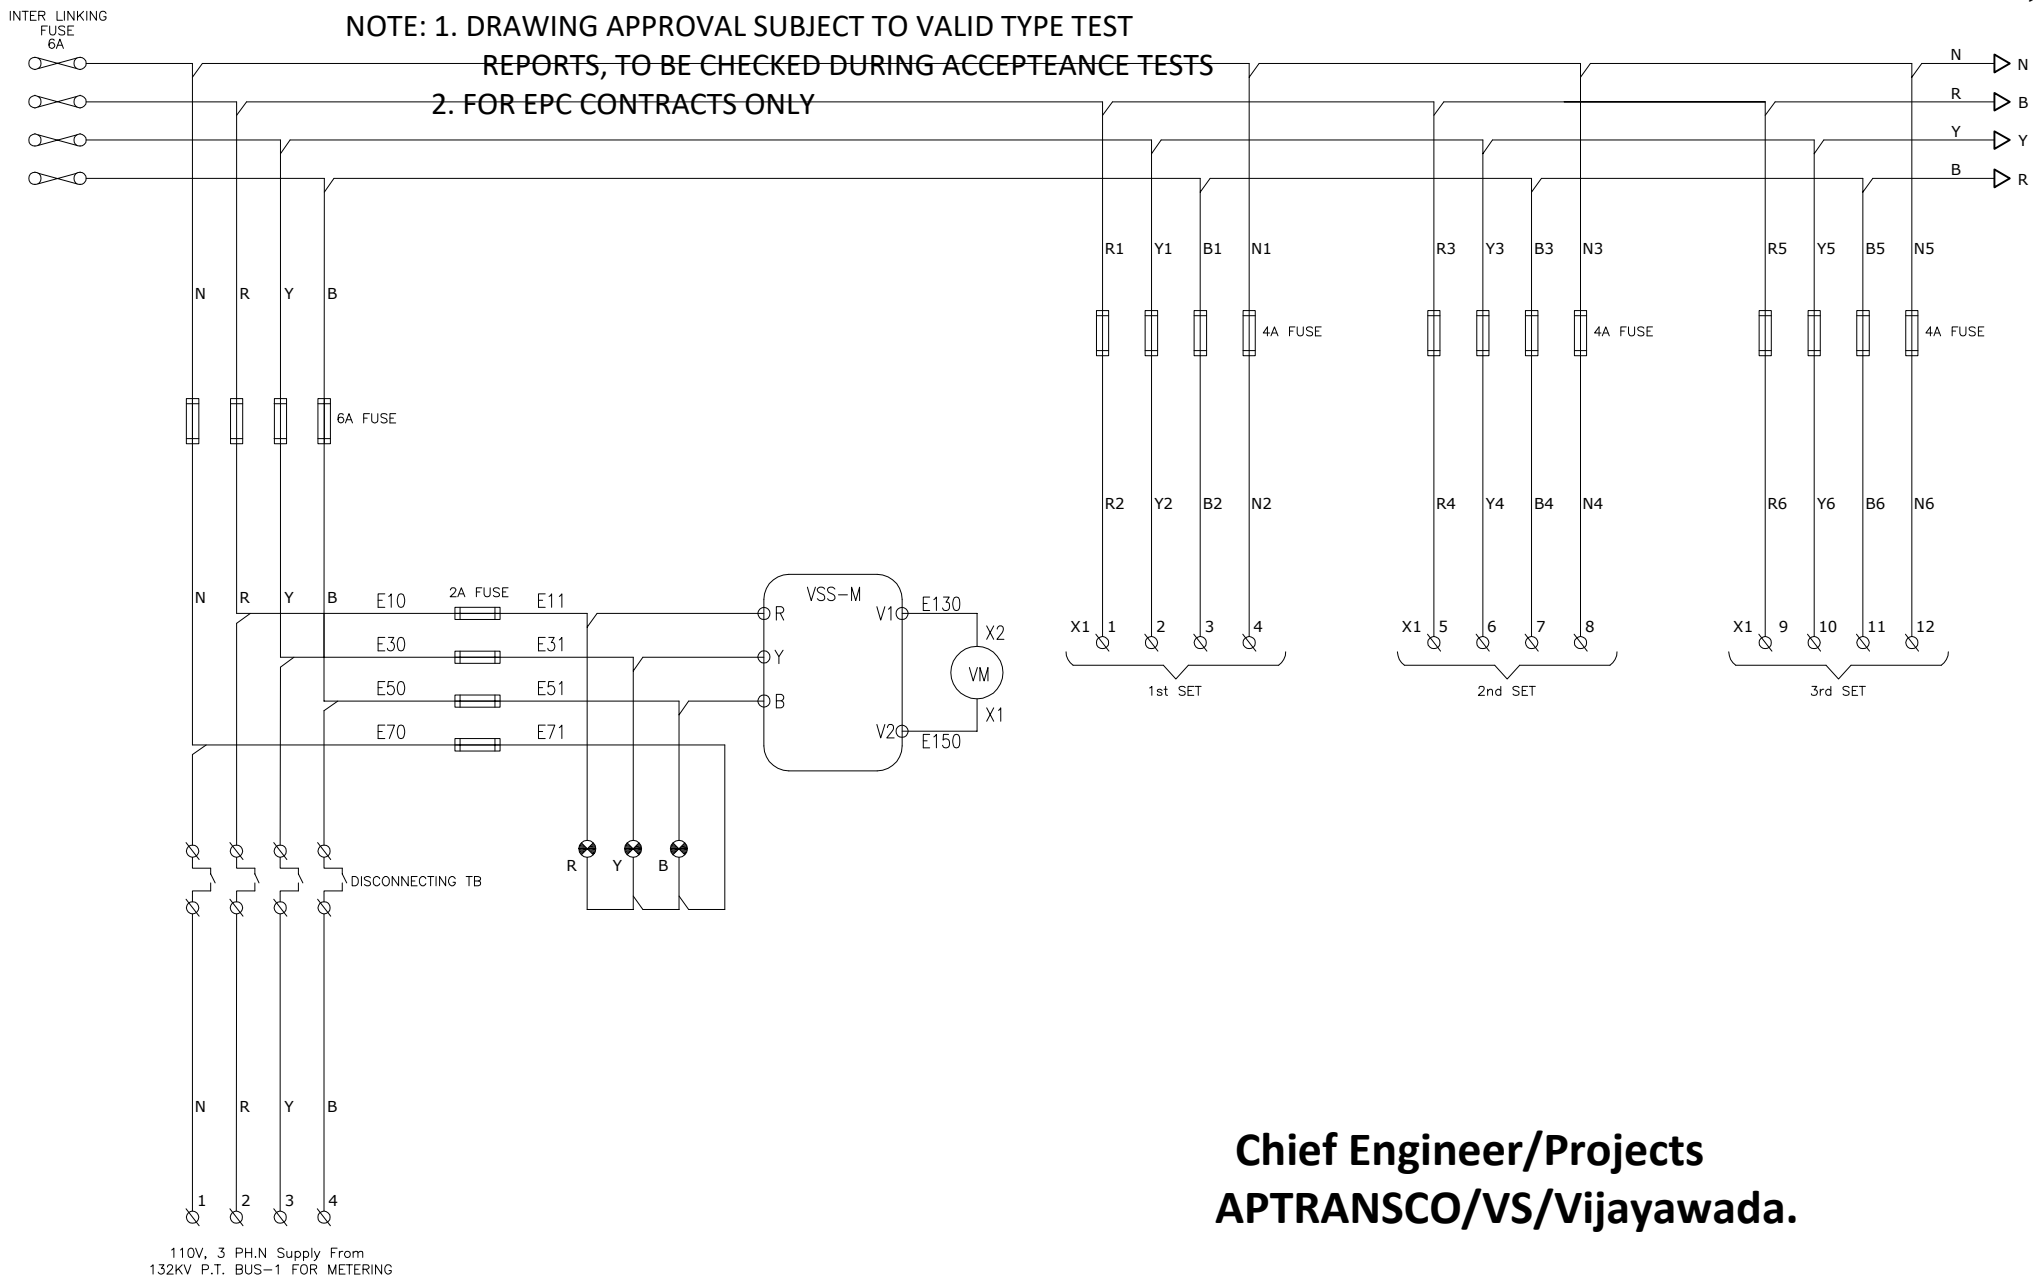 INTER LINKING
FUSE
6A
NOTE: 1. DRAWING APPROVAL SUBJECT TO VALID TYPE TEST
REPORTS, TO BE CHECKED DURING ACCEPTEANCE TESTS
2. FOR EPC CONTRACTS ONLY
N N
R B
Y Y
B R
R1 Y1 B1 N1 R3 Y3 B3 N3 R5 Y5 B5 N5
N R Y B
4A FUSE 4A FUSE 4A FUSE
6A FUSE
R2 Y2 B2 N2 R4 Y4 B4 N4 R6 Y6 B6 N6
N R Y B E10 2A FUSE E11 VSS-M
R V1 E130
E30 E31 X2
Y VM
E50 E51 X1
B
E70 E71 V2 E150
X1 1 2 3 4 X1 5 6 7 8 X1 9 10 11 12
1st SET 2nd SET 3rd SET
R Y B
DISCONNECTING TB
N R Y B
Chief Engineer/Projects
APTRANSCO/VS/Vijayawada.
1 2 3 4
110V, 3 PH.N Supply From
132KV P.T. BUS-1 FOR METERING